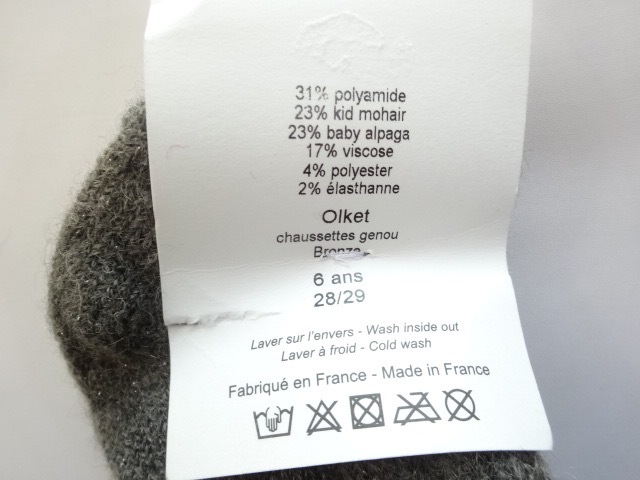 31% polyamide
23% kid mohair
23% baby alpaga
17% viscose
4% polyester
2% élasthanne
Olket
chaussettes genou
Bronze
6 ans
28/29
Laver sur l'envers - Wash inside out
Laver à froid - Cold wash
Fabriqué en France - Made in France